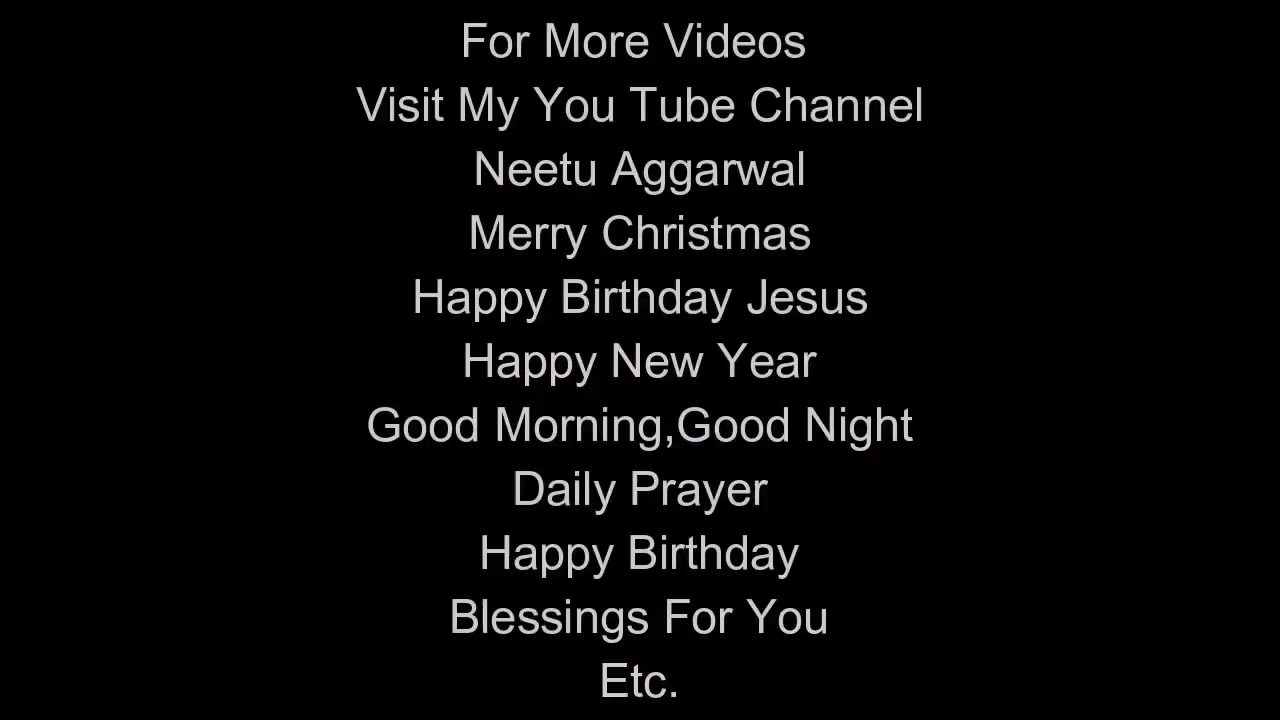 For More Videos
Visit My You Tube Channel
Neetu Aggarwal
Merry Christmas
Happy Birthday Jesus
Happy New Year
Good Morning,Good Night
Daily Prayer
Happy Birthday
Blessings For You
Etc.